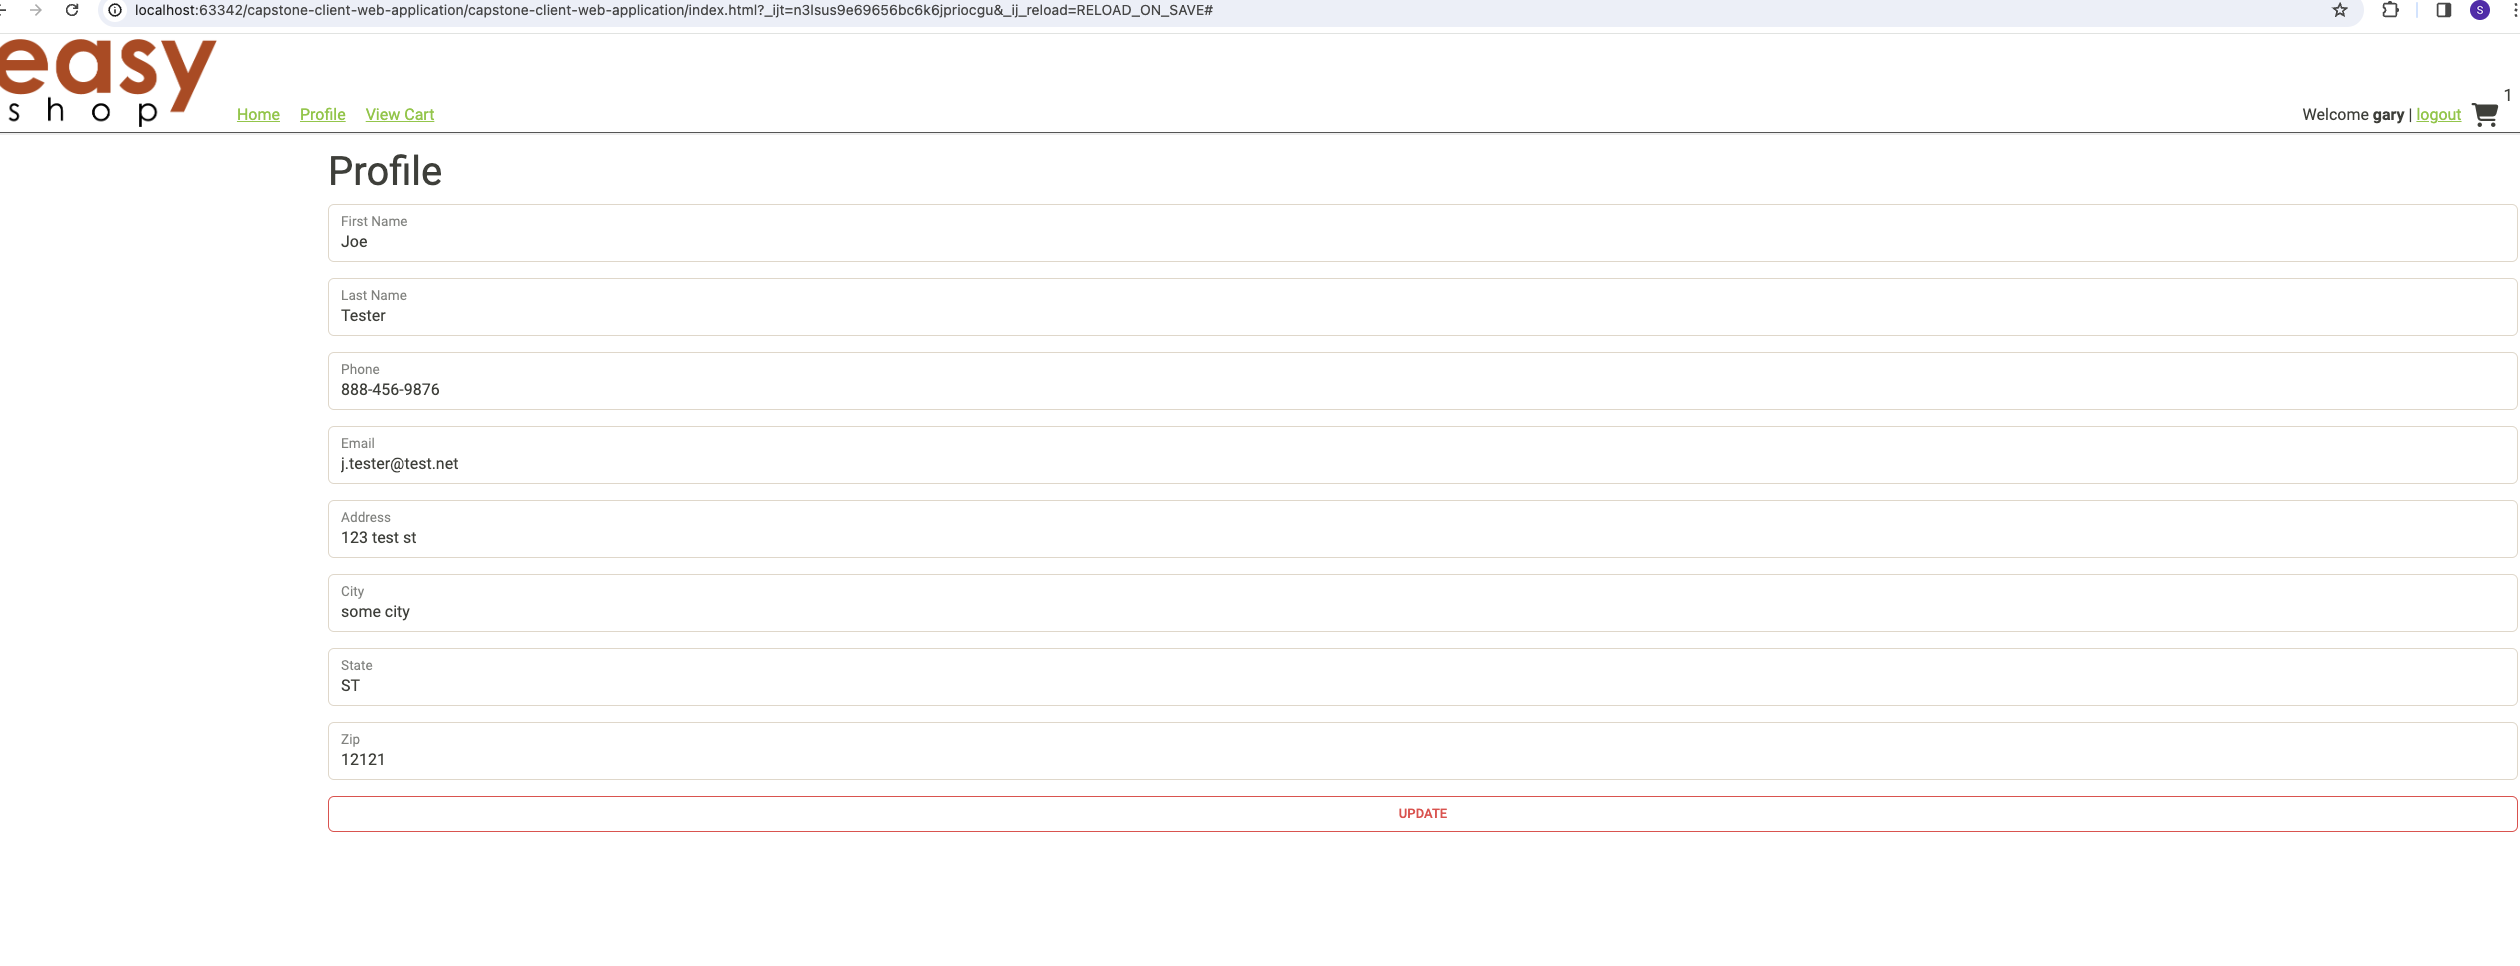 localhost:63342/capstone-client-web-application/capstone-client-web-application/index.html?_ijt=n3lsus9e69656bc6k6jpriocgu&_ij_reload=RELOAD_ON_SAVE#
S
easy
shop
Home Profile View Cart
Welcome gary | logout
1
Profile
First Name
Joe
Last Name
Tester
Phone
888-456-9876
Email
j.tester@test.net
Address
123 test st
City
some city
State
ST
Zip
12121
UPDATE